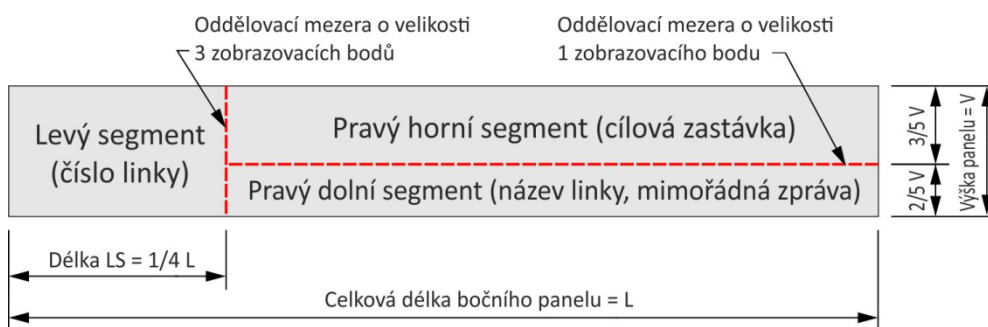 Oddělovací mezera o velikosti
3 zobrazovacích bodů
Oddělovací mezera o velikosti
1 zobrazovacího bodu
Levý segment
(číslo linky)
Pravý horní segment (cílová zastávka)
Pravý dolní segment (název linky, mimořádná zpráva)
3/5 V
2/5 V
Výška panelu = V
Délka LS = 1/4 L
Celková délka bočního panelu = L